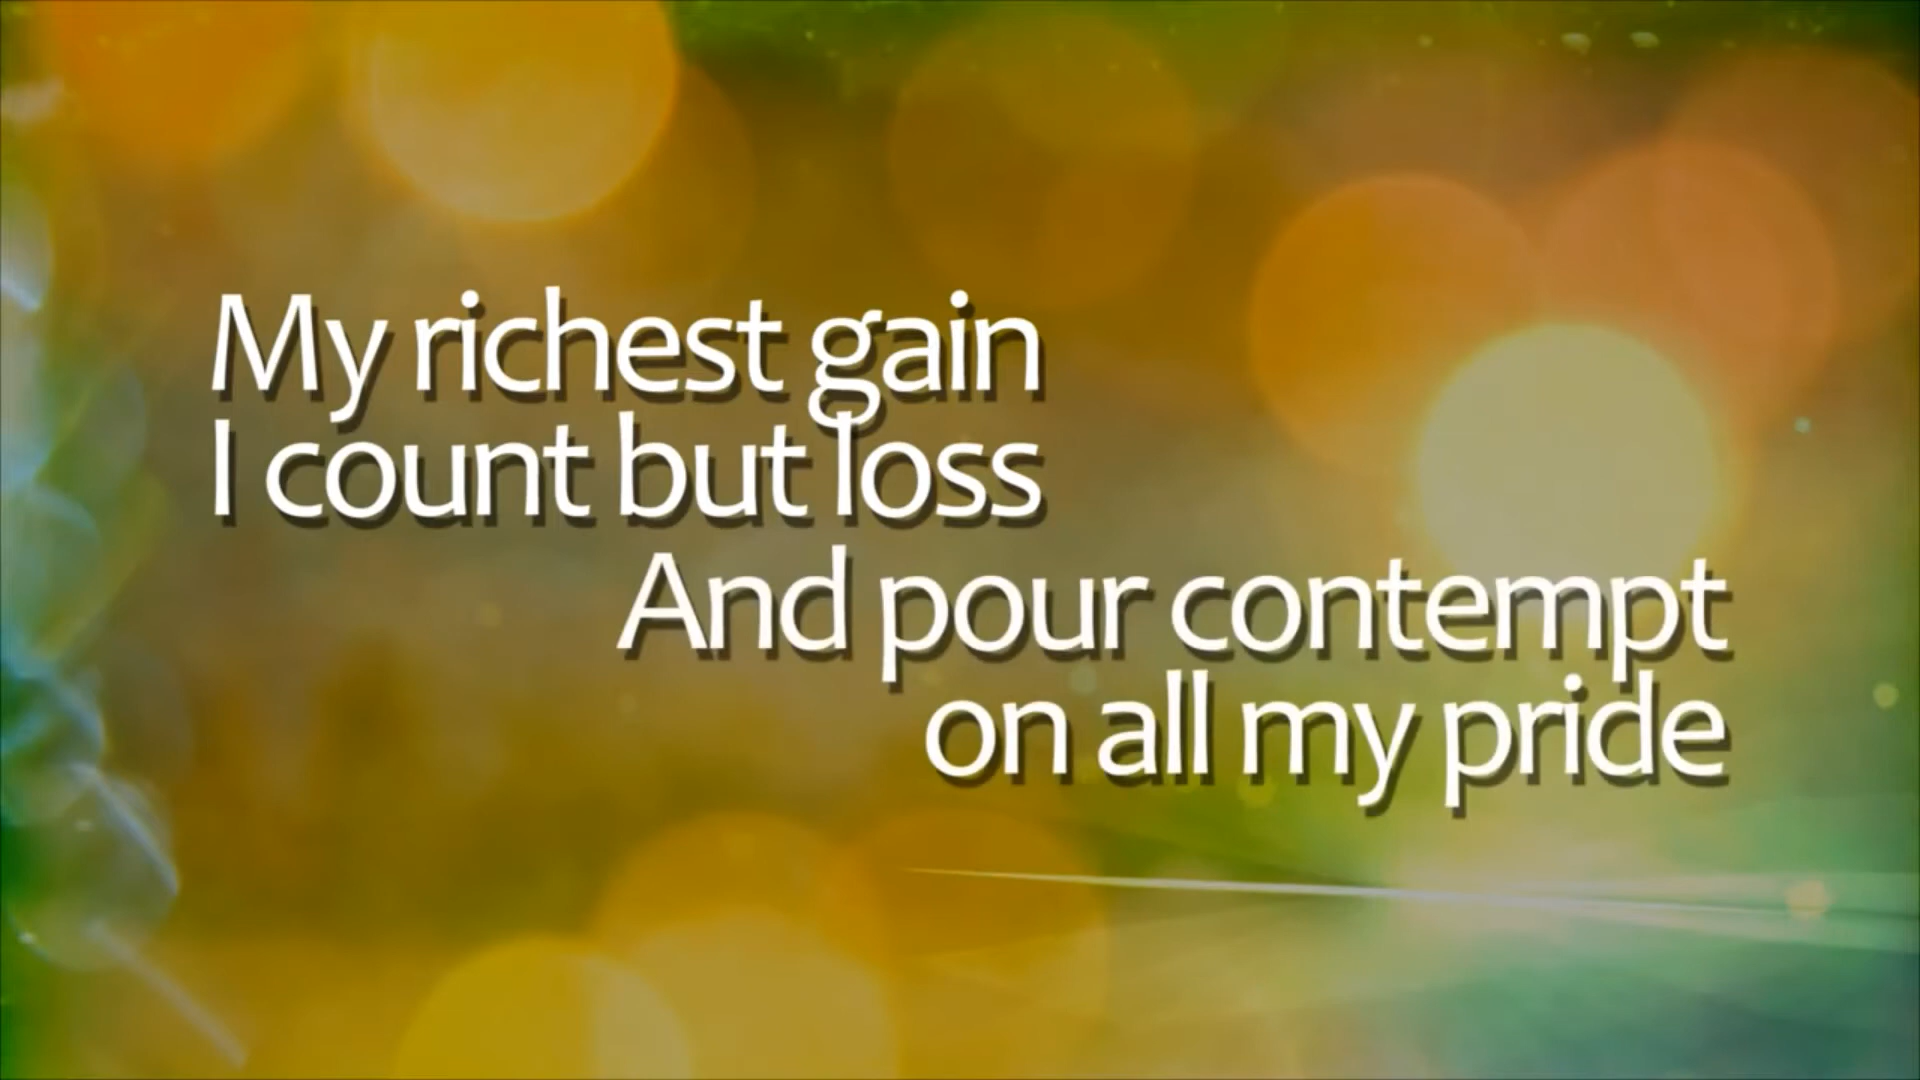 My richest gain
I count but loss
And pour contempt
on all my pride